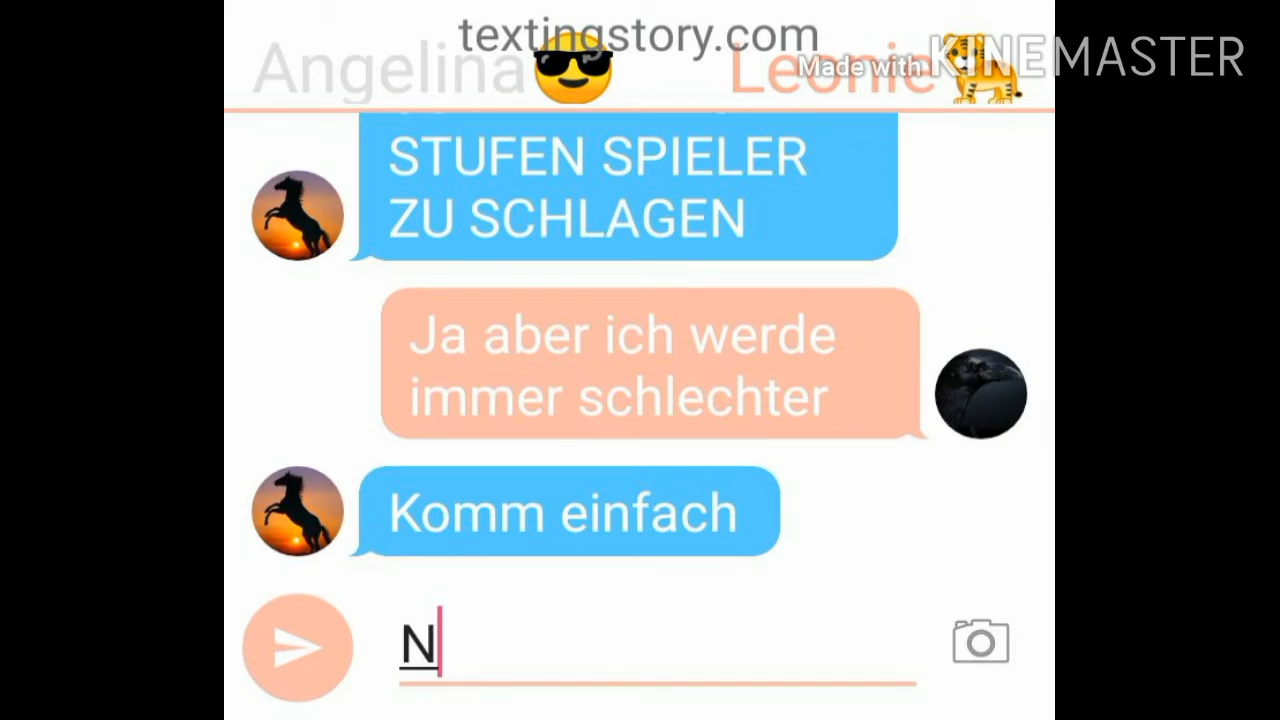 textingstory.com
Angelina😎 Leonie🐯
Made with KINEMASTER
STUFEN SPIELER
ZU SCHLAGEN
Ja aber ich werde
immer schlechter
Komm einfach
N